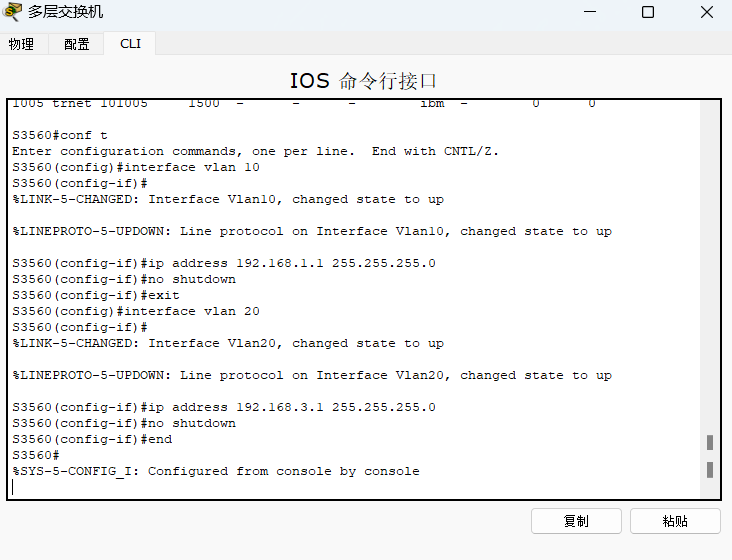 多层交换机
物理 配置 CLI
IOS 命令行接口
1005 trnet 101005 1500 - - - ibm - 0 0
S3560#conf t
Enter configuration commands, one per line. End with CNTL/Z.
S3560(config)#interface vlan 10
S3560(config-if)#
%LINK-5-CHANGED: Interface Vlan10, changed state to up
%LINEPROTO-5-UPDOWN: Line protocol on Interface Vlan10, changed state to up
S3560(config-if)#ip address 192.168.1.1 255.255.255.0
S3560(config-if)#no shutdown
S3560(config-if)#exit
S3560(config)#interface vlan 20
S3560(config-if)#
%LINK-5-CHANGED: Interface Vlan20, changed state to up
%LINEPROTO-5-UPDOWN: Line protocol on Interface Vlan20, changed state to up
S3560(config-if)#ip address 192.168.3.1 255.255.255.0
S3560(config-if)#no shutdown
S3560(config-if)#end
S3560#
%SYS-5-CONFIG_I: Configured from console by console
复制 粘贴